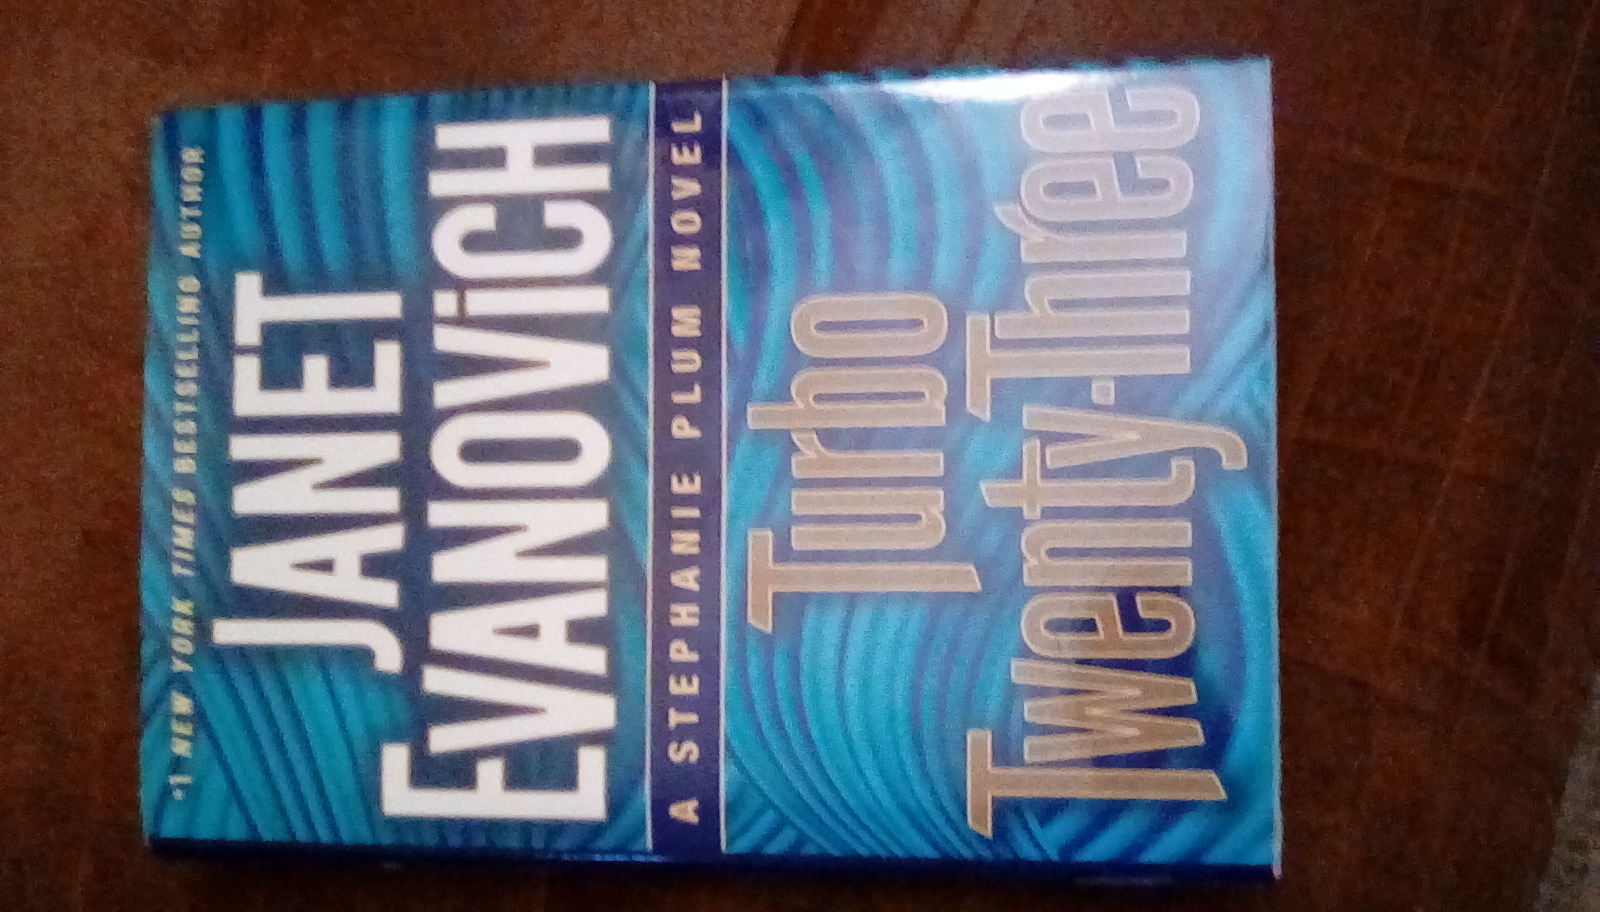 #1 NEW YORK TIMES BESTSELLING AUTHOR
JANET
EVANOViCH
A STEPHANIE PLUM NOVEL
Turbo
Twenty-Three